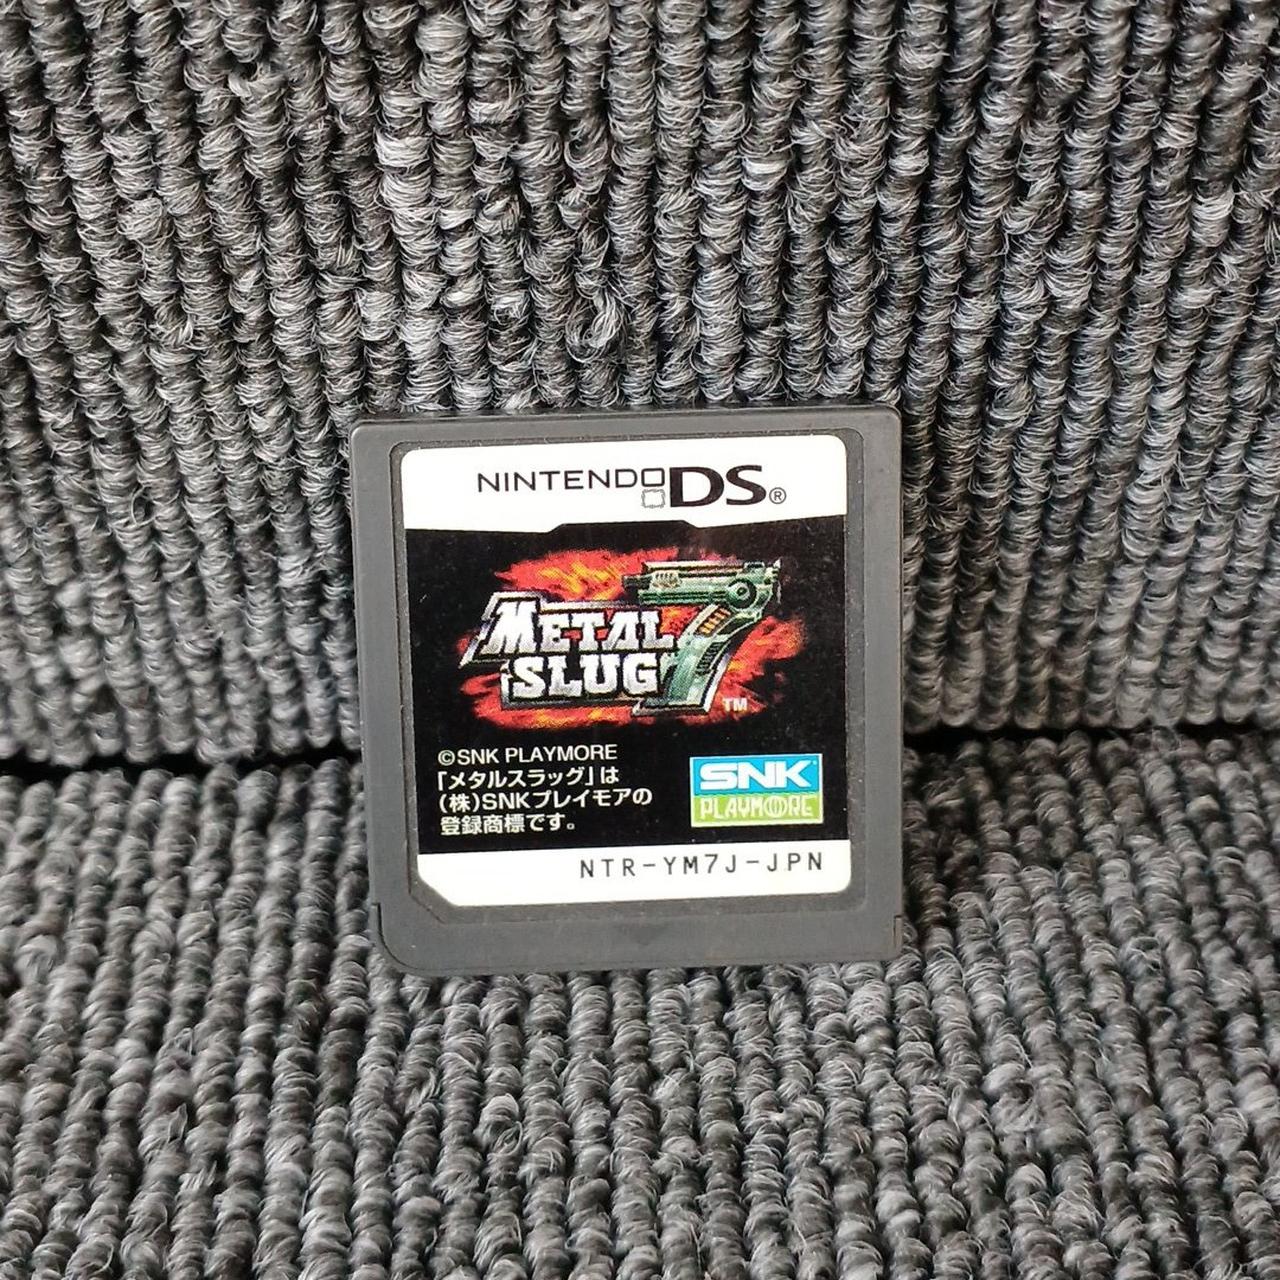 NINTENDO DS®
METAL
SLUG 7
TM
©SNK PLAYMORE
「メタルスラッグ」は
(株)SNKプレイモアの
登録商標です。
SNK
PLAYMORE
NTR-YM7J-JPN